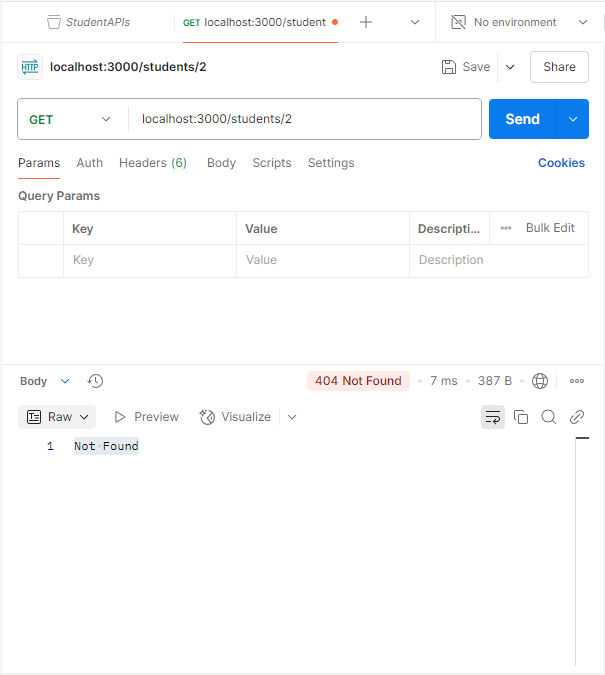 StudentAPIs GET localhost:3000/student No environment
HTTP localhost:3000/students/2 Save Share
GET localhost:3000/students/2 Send
Params Auth Headers (6) Body Scripts Settings Cookies
Query Params
Key Value Descripti... Bulk Edit
Key Value Description
Body 404 Not Found • 7 ms • 387 B
Raw Preview Visualize
1 Not Found